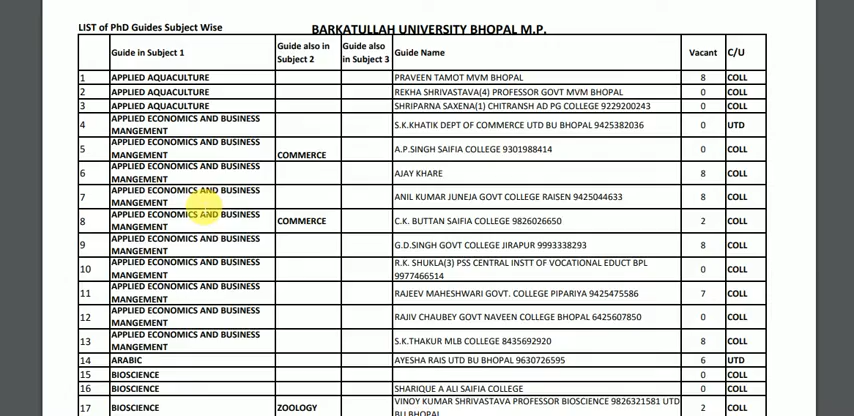 LIST of PhD Guides Subject Wise BARKATULLAH UNIVERSITY BHOPAL M.P.
Guide in Subject 1 Guide also in Subject 2 Guide also in Subject 3 Guide Name Vacant C/U
1 APPLIED AQUACULTURE PRAVEEN TAMOT MVM BHOPAL 8 COLL
2 APPLIED AQUACULTURE REKHA SHRIVASTAVA(4) PROFESSOR GOVT MVM BHOPAL 0 COLL
3 APPLIED AQUACULTURE SHRIPARNA SAXENA(1) CHITRANSH AD PG COLLEGE 9229200243 0 COLL
4 APPLIED ECONOMICS AND BUSINESS MANGEMENT S.K.KHATIK DEPT OF COMMERCE UTD BU BHOPAL 9425382036 0 UTD
5 APPLIED ECONOMICS AND BUSINESS MANGEMENT COMMERCE A.P.SINGH SAIFIA COLLEGE 9301988414 0 COLL
6 APPLIED ECONOMICS AND BUSINESS MANGEMENT AJAY KHARE 8 COLL
7 APPLIED ECONOMICS AND BUSINESS MANGEMENT ANIL KUMAR JUNEJA GOVT COLLEGE RAISEN 9425044633 8 COLL
8 APPLIED ECONOMICS AND BUSINESS MANGEMENT COMMERCE C.K. BUTTAN SAIFIA COLLEGE 9826026650 2 COLL
9 APPLIED ECONOMICS AND BUSINESS MANGEMENT G.D.SINGH GOVT COLLEGE JIRAPUR 9993338293 8 COLL
10 APPLIED ECONOMICS AND BUSINESS MANGEMENT R.K. SHUKLA(3) PSS CENTRAL INSTT OF VOCATIONAL EDUCT BPL 9977466514 0 COLL
11 APPLIED ECONOMICS AND BUSINESS MANGEMENT RAJEEV MAHESHWARI GOVT. COLLEGE PIPARIYA 9425475586 7 COLL
12 APPLIED ECONOMICS AND BUSINESS MANGEMENT RAJIV CHAUBEY GOVT NAVEEN COLLEGE BHOPAL 6425607850 0 COLL
13 APPLIED ECONOMICS AND BUSINESS MANGEMENT S.K.THAKUR MLB COLLEGE 8435692920 8 COLL
14 ARABIC AYESHA RAIS UTD BU BHOPAL 9630726595 6 UTD
15 BIOSCIENCE 0 COLL
16 BIOSCIENCE SHARIQUE A ALI SAIFIA COLLEGE 0 COLL
17 BIOSCIENCE ZOOLOGY VINOY KUMAR SHRIVASTAVA PROFESSOR BIOSCIENCE 9826321581 UTD BU BHOPAL 2 COLL